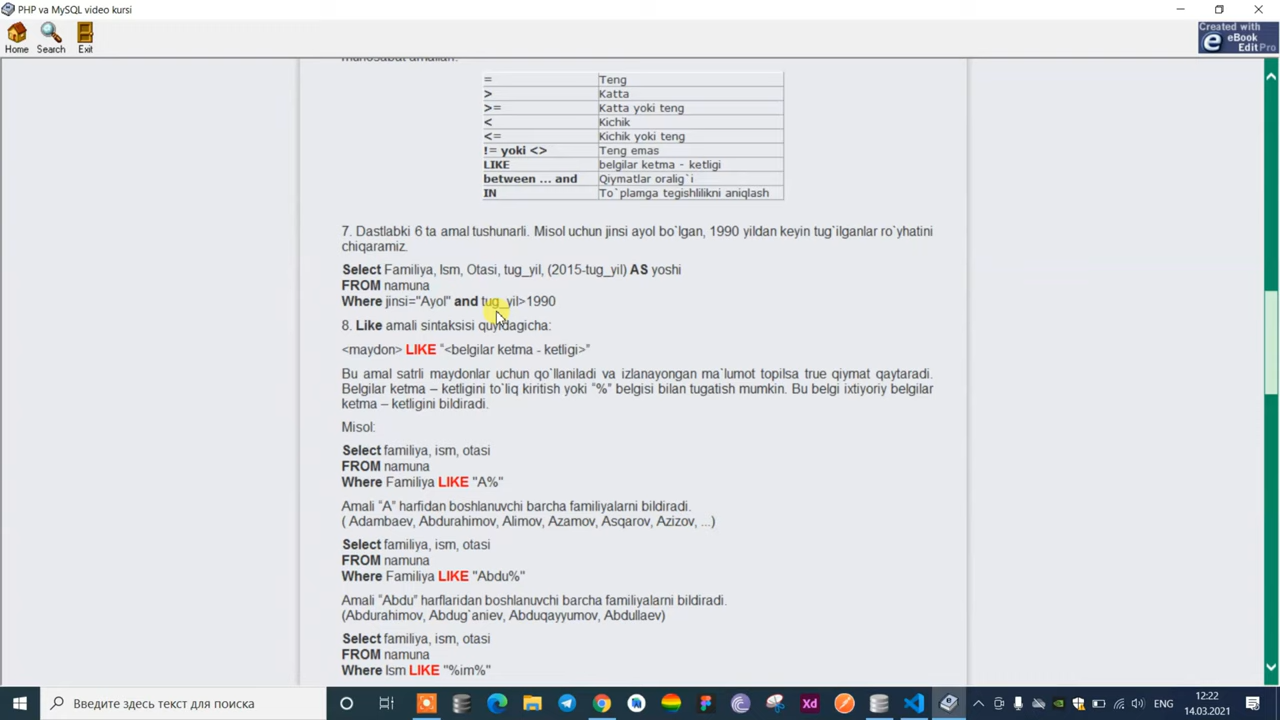 PHP va MySQL video kursi
Home Search Exit
Created with
eBook
Edit Pro
munosabat amallari:
= Teng
> Katta
>= Katta yoki teng
< Kichik
<= Kichik yoki teng
!= yoki <> Teng emas
LIKE belgilar ketma - ketligi
between ... and Qiymatlar oralig`i
IN To`plamga tegishlilikni aniqlash
7. Dastlabki 6 ta amal tushunarli. Misol uchun jinsi ayol bo`lgan, 1990 yildan keyin tug`ilganlar ro`yhatini
chiqaramiz.
Select Familiya, Ism, Otasi, tug_yil, (2015-tug_yil) AS yoshi
FROM namuna
Where jinsi="Ayol" and tug_yil>1990
8. Like amali sintaksisi quyidagicha:
<maydon> LIKE “<belgilar ketma - ketligi>”
Bu amal satrli maydonlar uchun qo`llaniladi va izlanayongan ma`lumot topilsa true qiymat qaytaradi.
Belgilar ketma – ketligini to`liq kiritish yoki “%” belgisi bilan tugatish mumkin. Bu belgi ixtiyoriy belgilar
ketma – ketligini bildiradi.
Misol:
Select familiya, ism, otasi
FROM namuna
Where Familiya LIKE "A%"
Amali “A” harfidan boshlanuvchi barcha familiyalarni bildiradi.
( Adambaev, Abdurahimov, Alimov, Azamov, Asqarov, Azizov, ...)
Select familiya, ism, otasi
FROM namuna
Where Familiya LIKE "Abdu%"
Amali “Abdu” harflaridan boshlanuvchi barcha familiyalarni bildiradi.
(Abdurahimov, Abdug`aniev, Abduqayyumov, Abdullaev)
Select familiya, ism, otasi
FROM namuna
Where Ism LIKE "%im%"
Введите здесь текст для поиска
Xd
ENG
12:22
14.03.2021